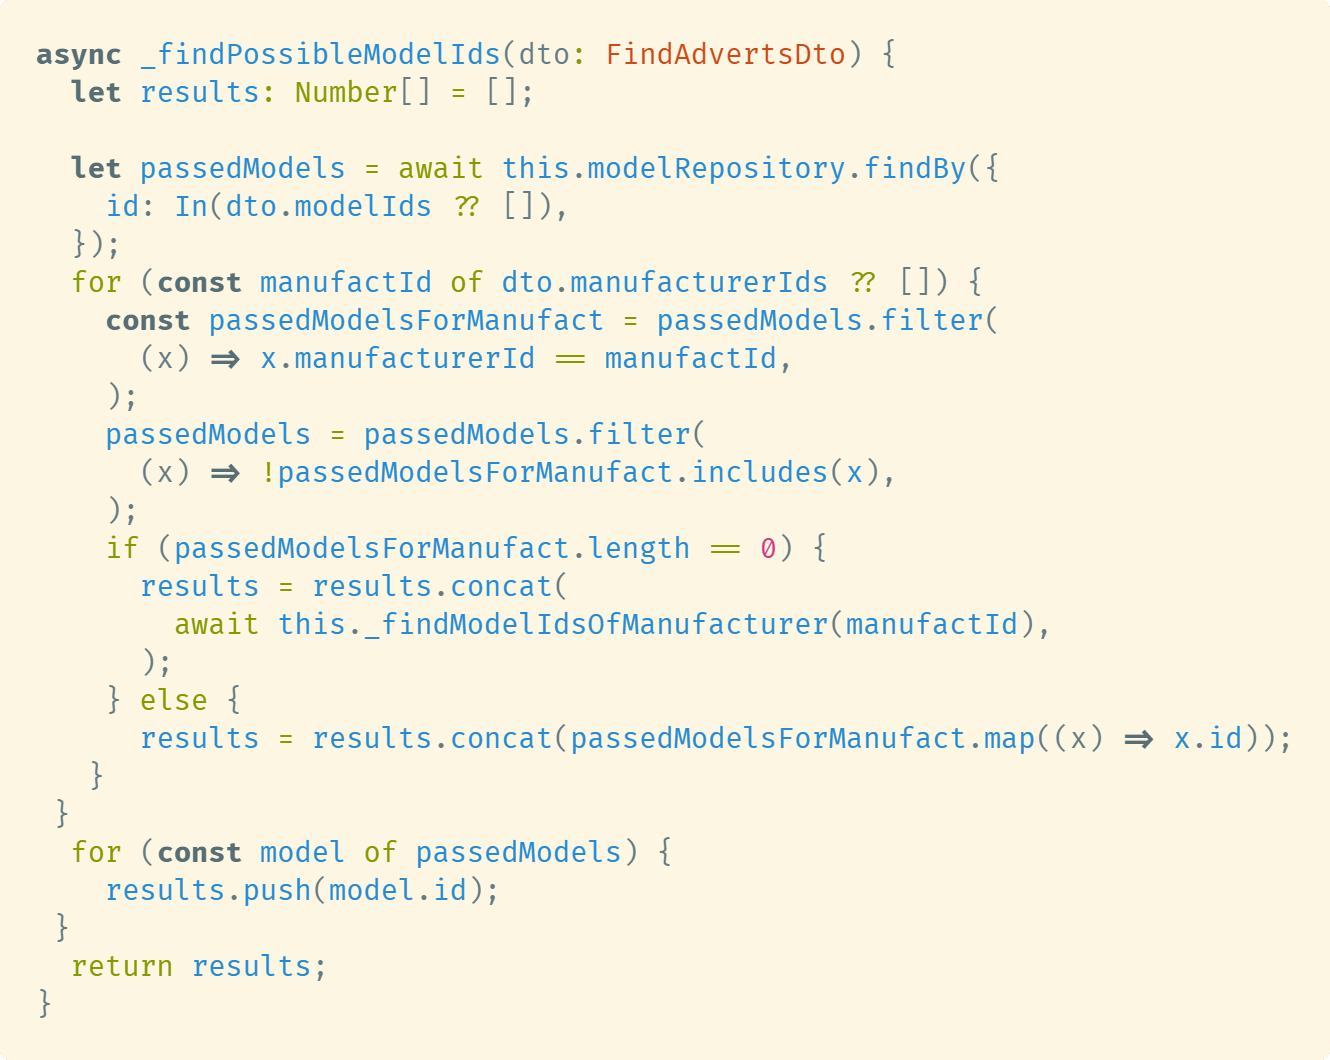 async _findPossibleModelIds(dto: FindAdvertsDto) {
  let results: Number[] = [];

  let passedModels = await this.modelRepository.findBy({
    id: In(dto.modelIds ?? []),
  });
  for (const manufactId of dto.manufacturerIds ?? []) {
    const passedModelsForManufact = passedModels.filter(
      (x) => x.manufacturerId == manufactId,
    );
    passedModels = passedModels.filter(
      (x) => !passedModelsForManufact.includes(x),
    );
    if (passedModelsForManufact.length == 0) {
      results = results.concat(
        await this._findModelIdsOfManufacturer(manufactId),
      );
    } else {
      results = results.concat(passedModelsForManufact.map((x) => x.id));
   }
 }
  for (const model of passedModels) {
    results.push(model.id);
 }
  return results;
}